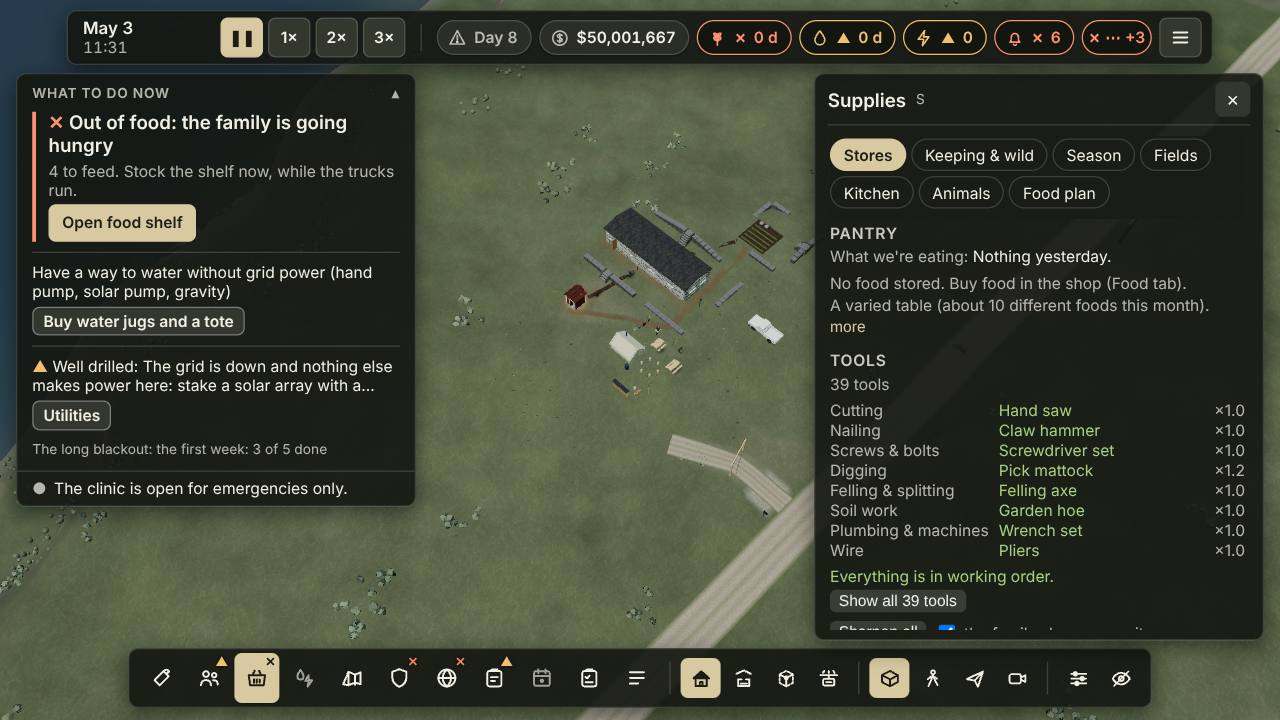 May 3
11:31
1×
2×
3×
Day 8
$50,001,667
0 d
0 d
0
6
+3
WHAT TO DO NOW
Out of food: the family is going
hungry
4 to feed. Stock the shelf now, while the trucks
run.
Open food shelf
Have a way to water without grid power (hand
pump, solar pump, gravity)
Buy water jugs and a tote
Well drilled: The grid is down and nothing else
makes power here: stake a solar array with a...
Utilities
The long blackout: the first week: 3 of 5 done
The clinic is open for emergencies only.
Supplies S
Stores
Keeping & wild
Season
Fields
Kitchen
Animals
Food plan
PANTRY
What we're eating: Nothing yesterday.
No food stored. Buy food in the shop (Food tab).
A varied table (about 10 different foods this month).
more
TOOLS
39 tools
Cutting Hand saw ×1.0
Nailing Claw hammer ×1.0
Screws & bolts Screwdriver set ×1.0
Digging Pick mattock ×1.2
Felling & splitting Felling axe ×1.0
Soil work Garden hoe ×1.0
Plumbing & machines Wrench set ×1.0
Wire Pliers ×1.0
Everything is in working order.
Show all 39 tools